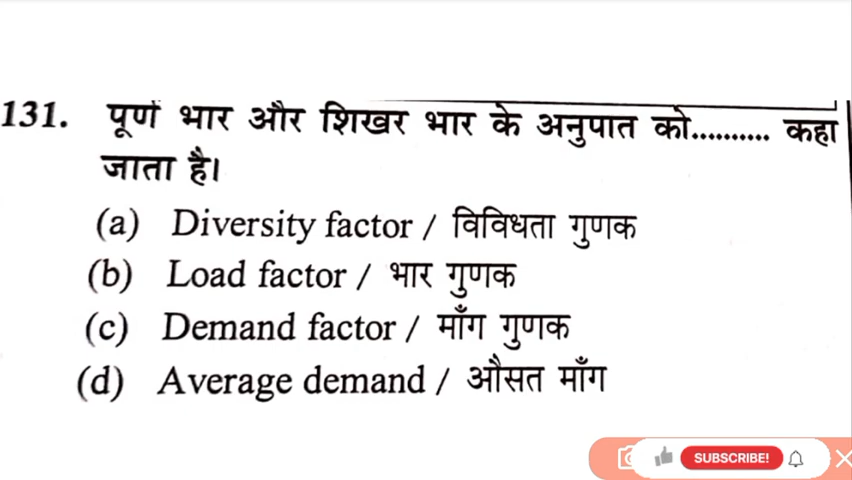 131. पूर्ण भार और शिखर भार के अनुपात को.......... कहा
जाता है।
(a) Diversity factor / विविधता गुणक
(b) Load factor / भार गुणक
(c) Demand factor / माँग गुणक
(d) Average demand / औसत माँग
SUBSCRIBE!